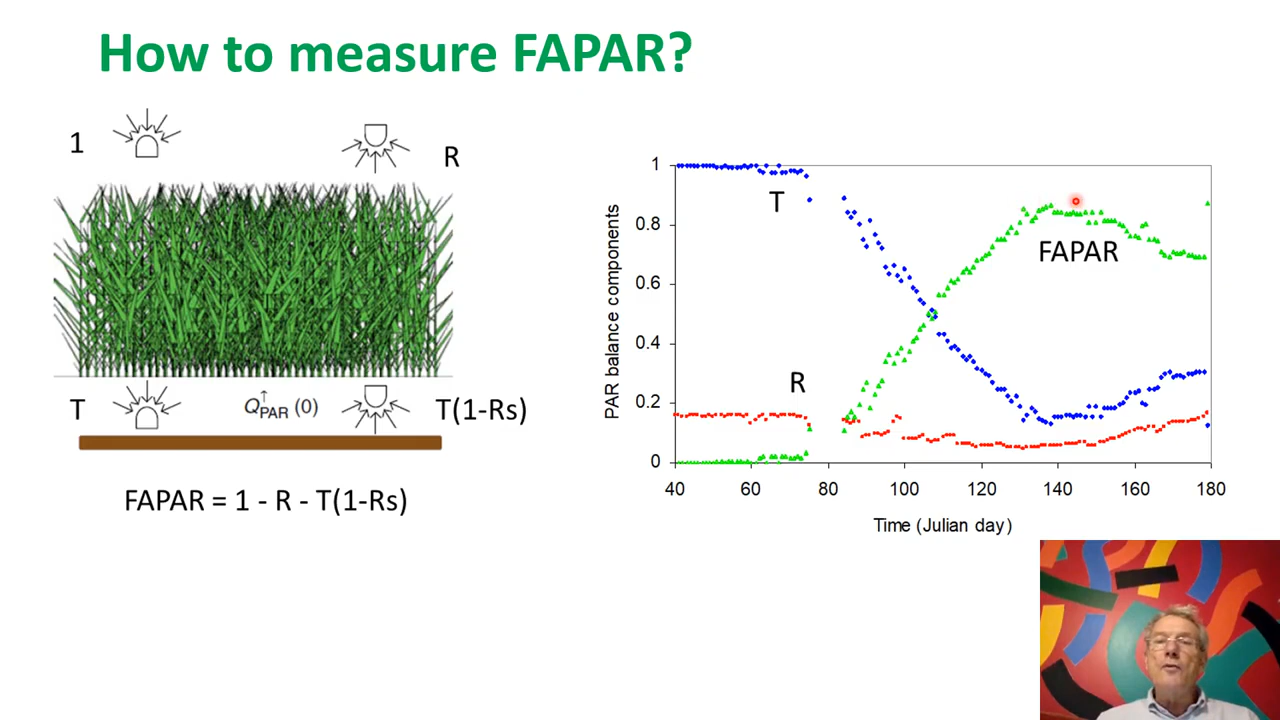 How to measure FAPAR?
1
R
T
Q↑PAR (0)
T(1-Rs)
FAPAR = 1 - R - T(1-Rs)
PAR balance components
1
0.8
0.6
0.4
0.2
0
T
FAPAR
R
40 60 80 100 120 140 160 180
Time (Julian day)